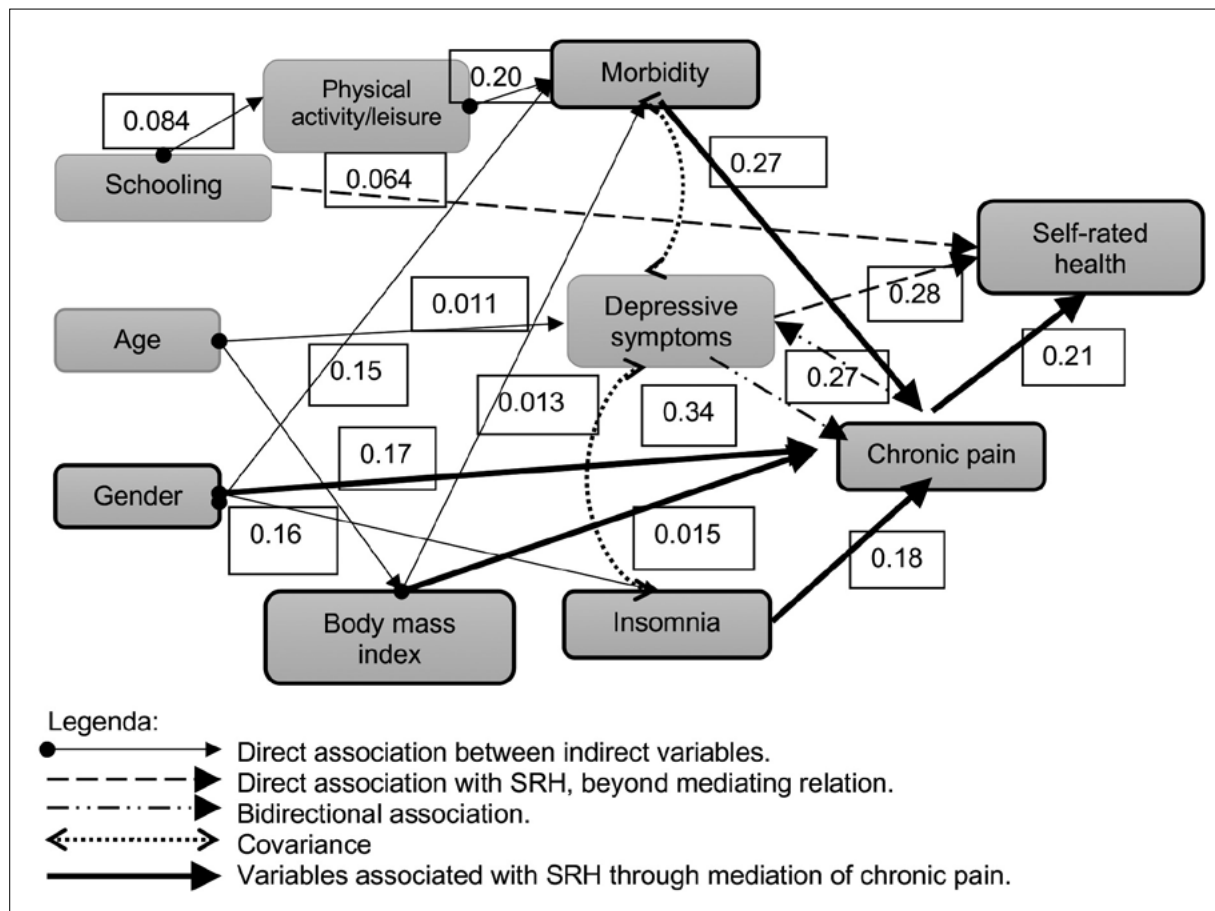 Morbidity
0.20
Physical
activity/leisure
0.084
0.27
Schooling
0.064
Self-rated
health
0.28
Depressive
symptoms
0.011
Age
0.15
0.013
0.27
0.21
0.34
0.17
Chronic pain
Gender
0.16
0.015
0.18
Body mass
index
Insomnia
Legenda:
Direct association between indirect variables.
Direct association with SRH, beyond mediating relation.
Bidirectional association.
Covariance
Variables associated with SRH through mediation of chronic pain.